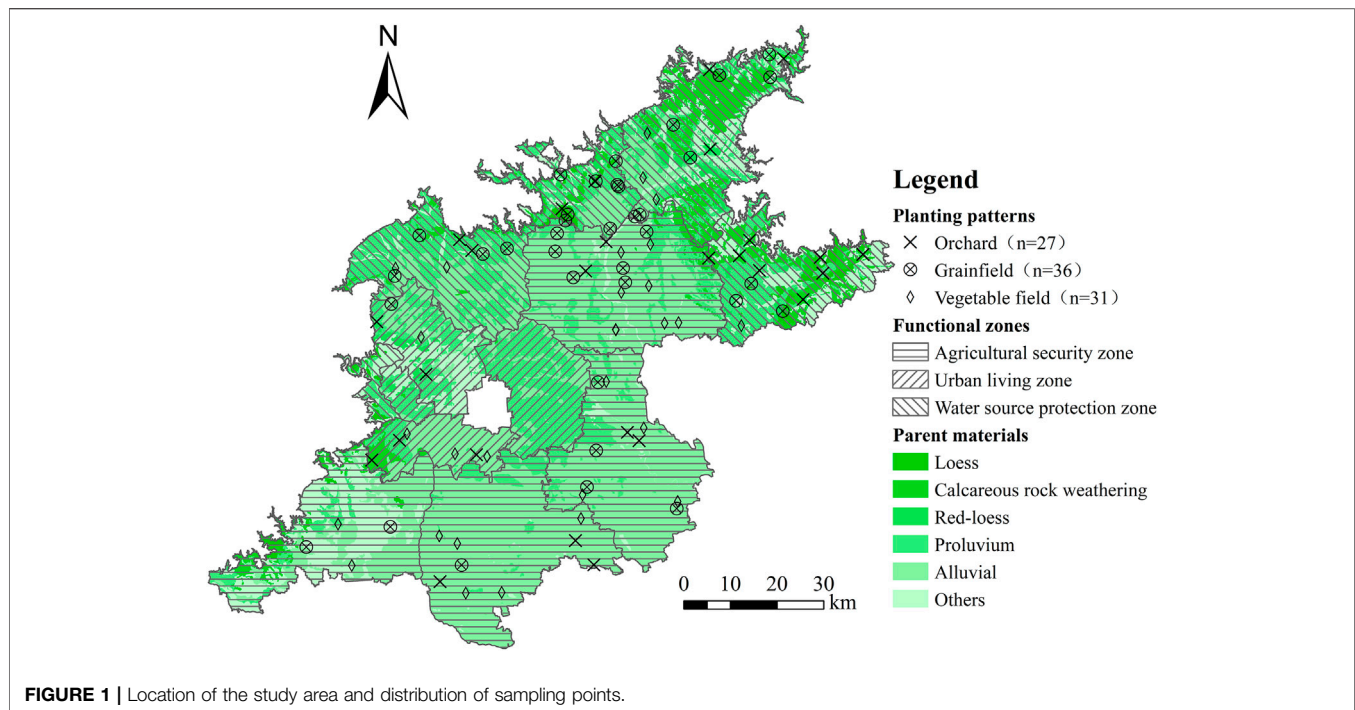 N
Legend
Planting patterns
Orchard（n=27）
Grainfield（n=36）
Vegetable field（n=31）
Functional zones
Agricultural security zone
Urban living zone
Water source protection zone
Parent materials
Loess
Calcareous rock weathering
Red-loess
Proluvium
Alluvial
Others
0 10 20 30
km
FIGURE 1 | Location of the study area and distribution of sampling points.